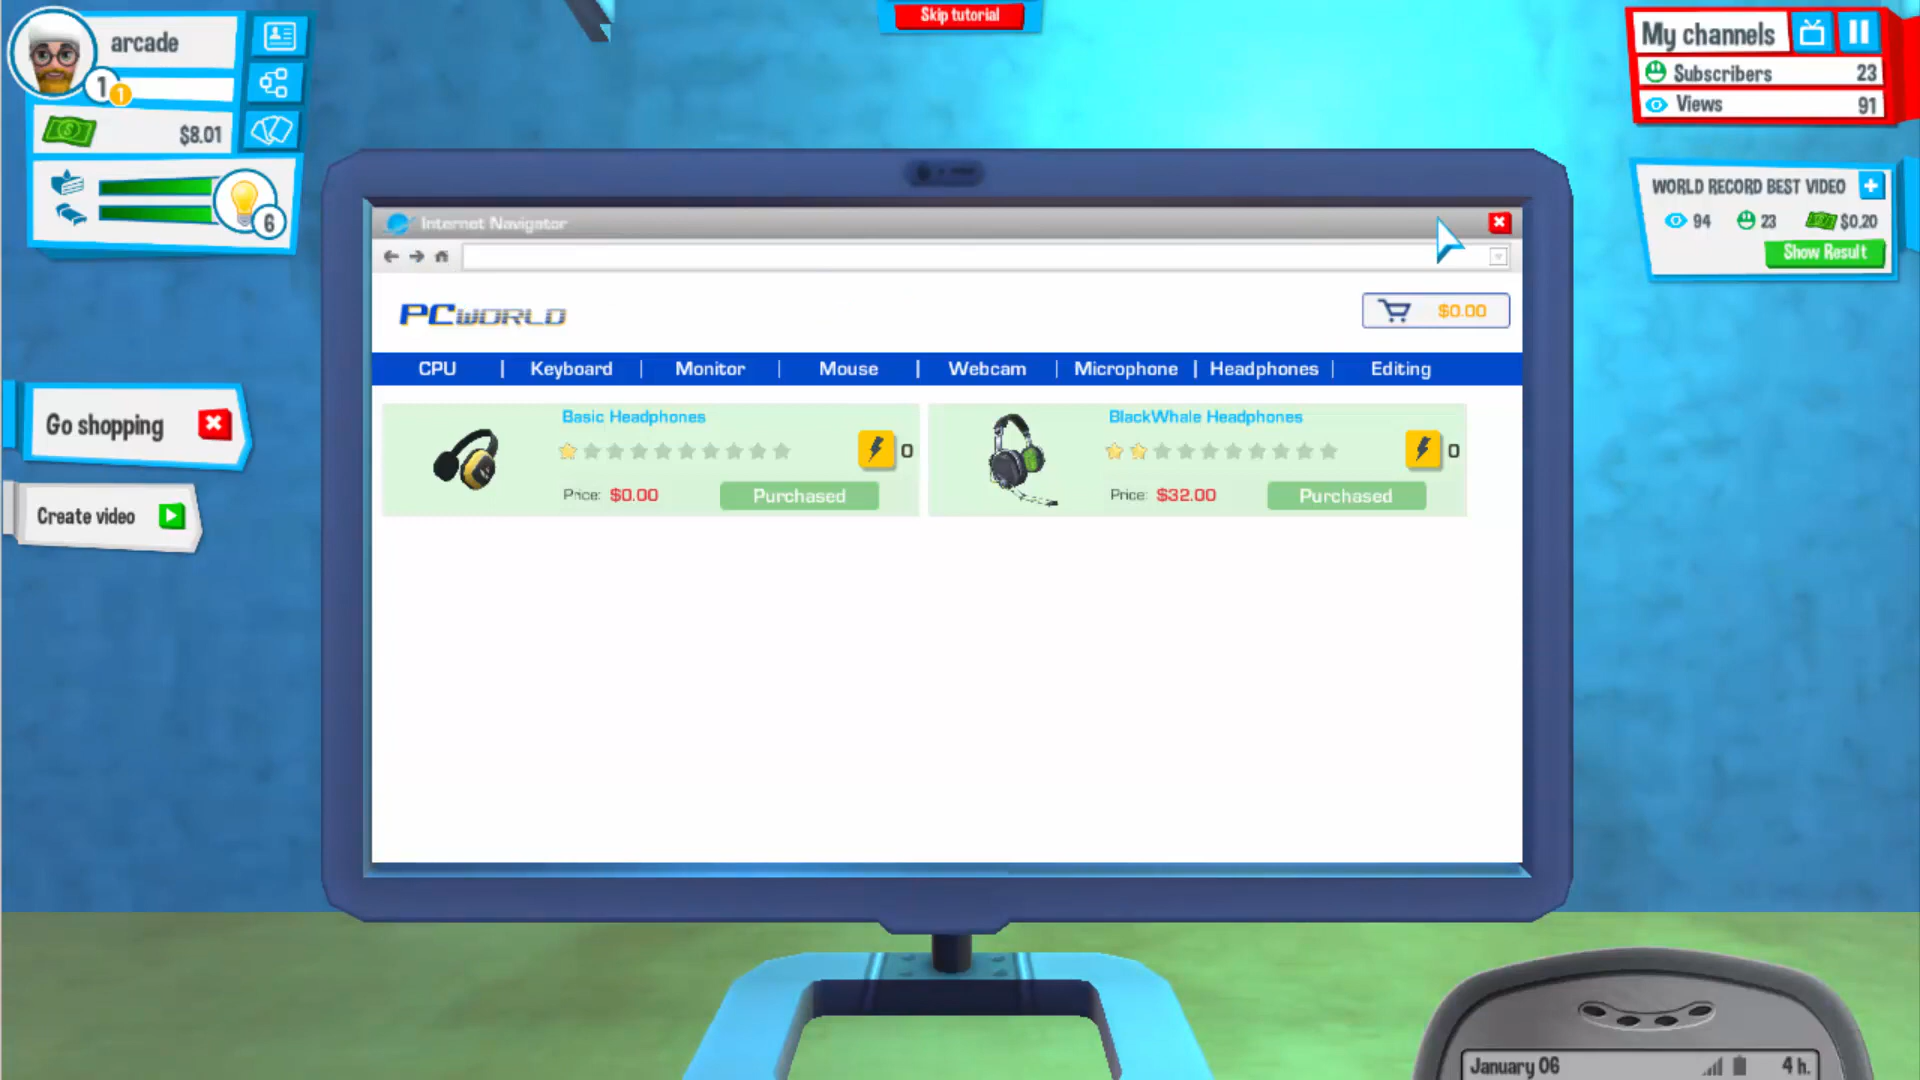 Skip tutorial
arcade
1
1
$8.01
6
My channels
Subscribers 23
Views 91
WORLD RECORD BEST VIDEO
94 23 $0.20
Show Result
Go shopping
Create video
Internet Navigator
PCWORLD
$0.00
CPU | Keyboard | Monitor | Mouse | Webcam | Microphone | Headphones | Editing
Basic Headphones
0
Price: $0.00 Purchased
BlackWhale Headphones
0
Price: $32.00 Purchased
January 06 4 h.